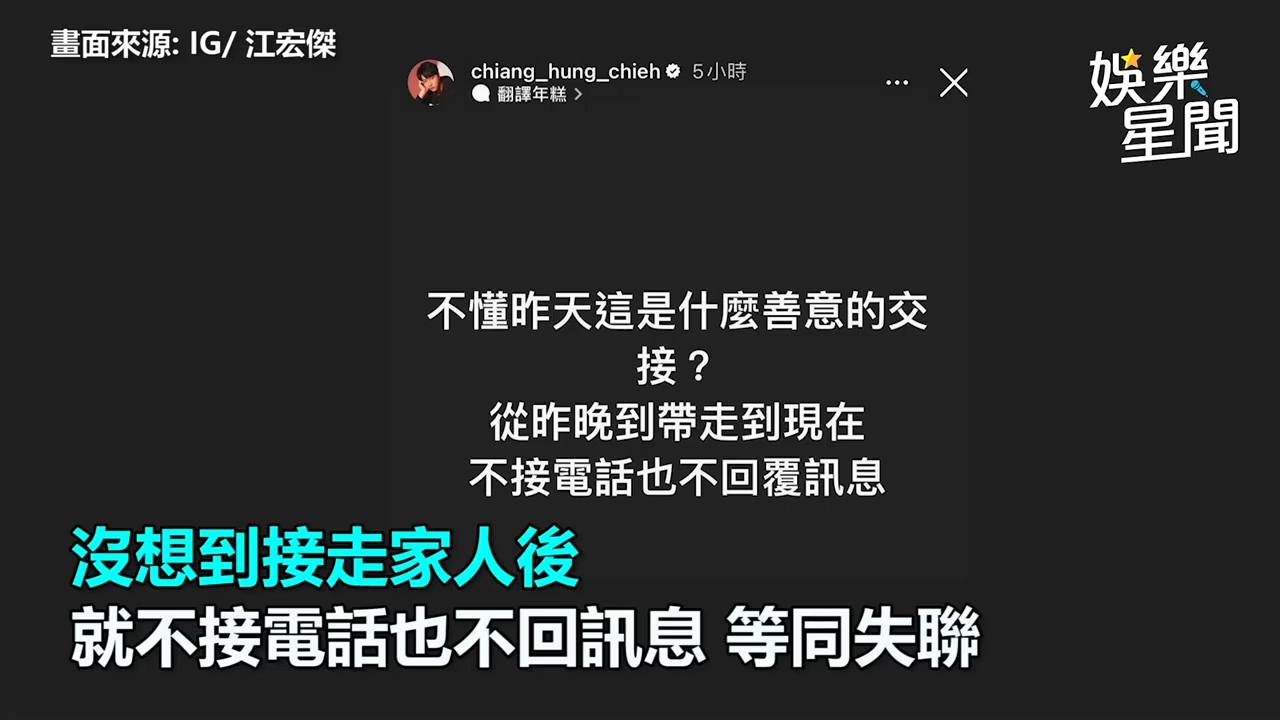 畫面來源: IG/ 江宏傑
chiang_hung_chieh 5小時
翻譯年糕 >
娛樂
星聞
不懂昨天這是什麼善意的交
接？
從昨晚到帶走到現在
不接電話也不回覆訊息
沒想到接走家人後
就不接電話也不回訊息 等同失聯